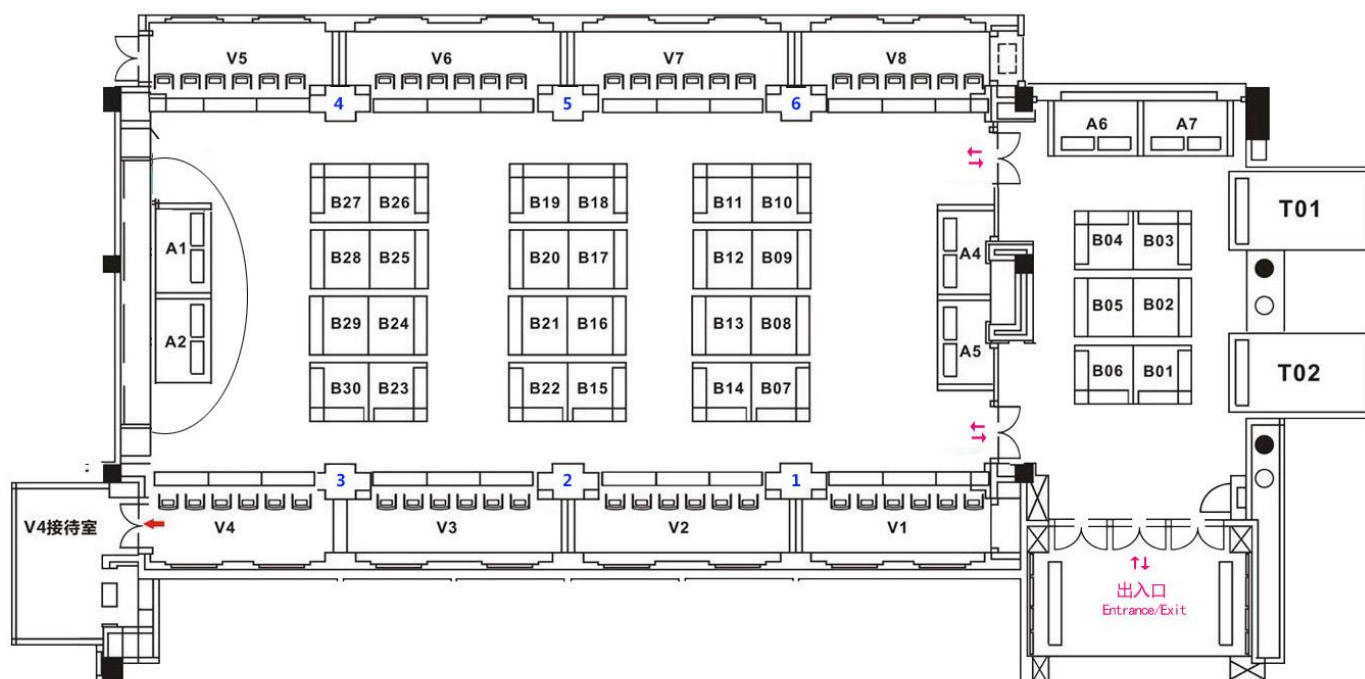 V5
V6
V7
V8
4
5
6
A6
A7
T01
B27
B26
B19
B18
B11
B10
A1
B04
B03
A4
B28
B25
B20
B17
B12
B09
B05
B02
A2
B29
B24
B21
B16
B13
B08
A5
T02
B30
B23
B22
B15
B14
B07
B06
B01
3
2
1
V4接待室
V4
V3
V2
V1
出入口
Entrance/Exit